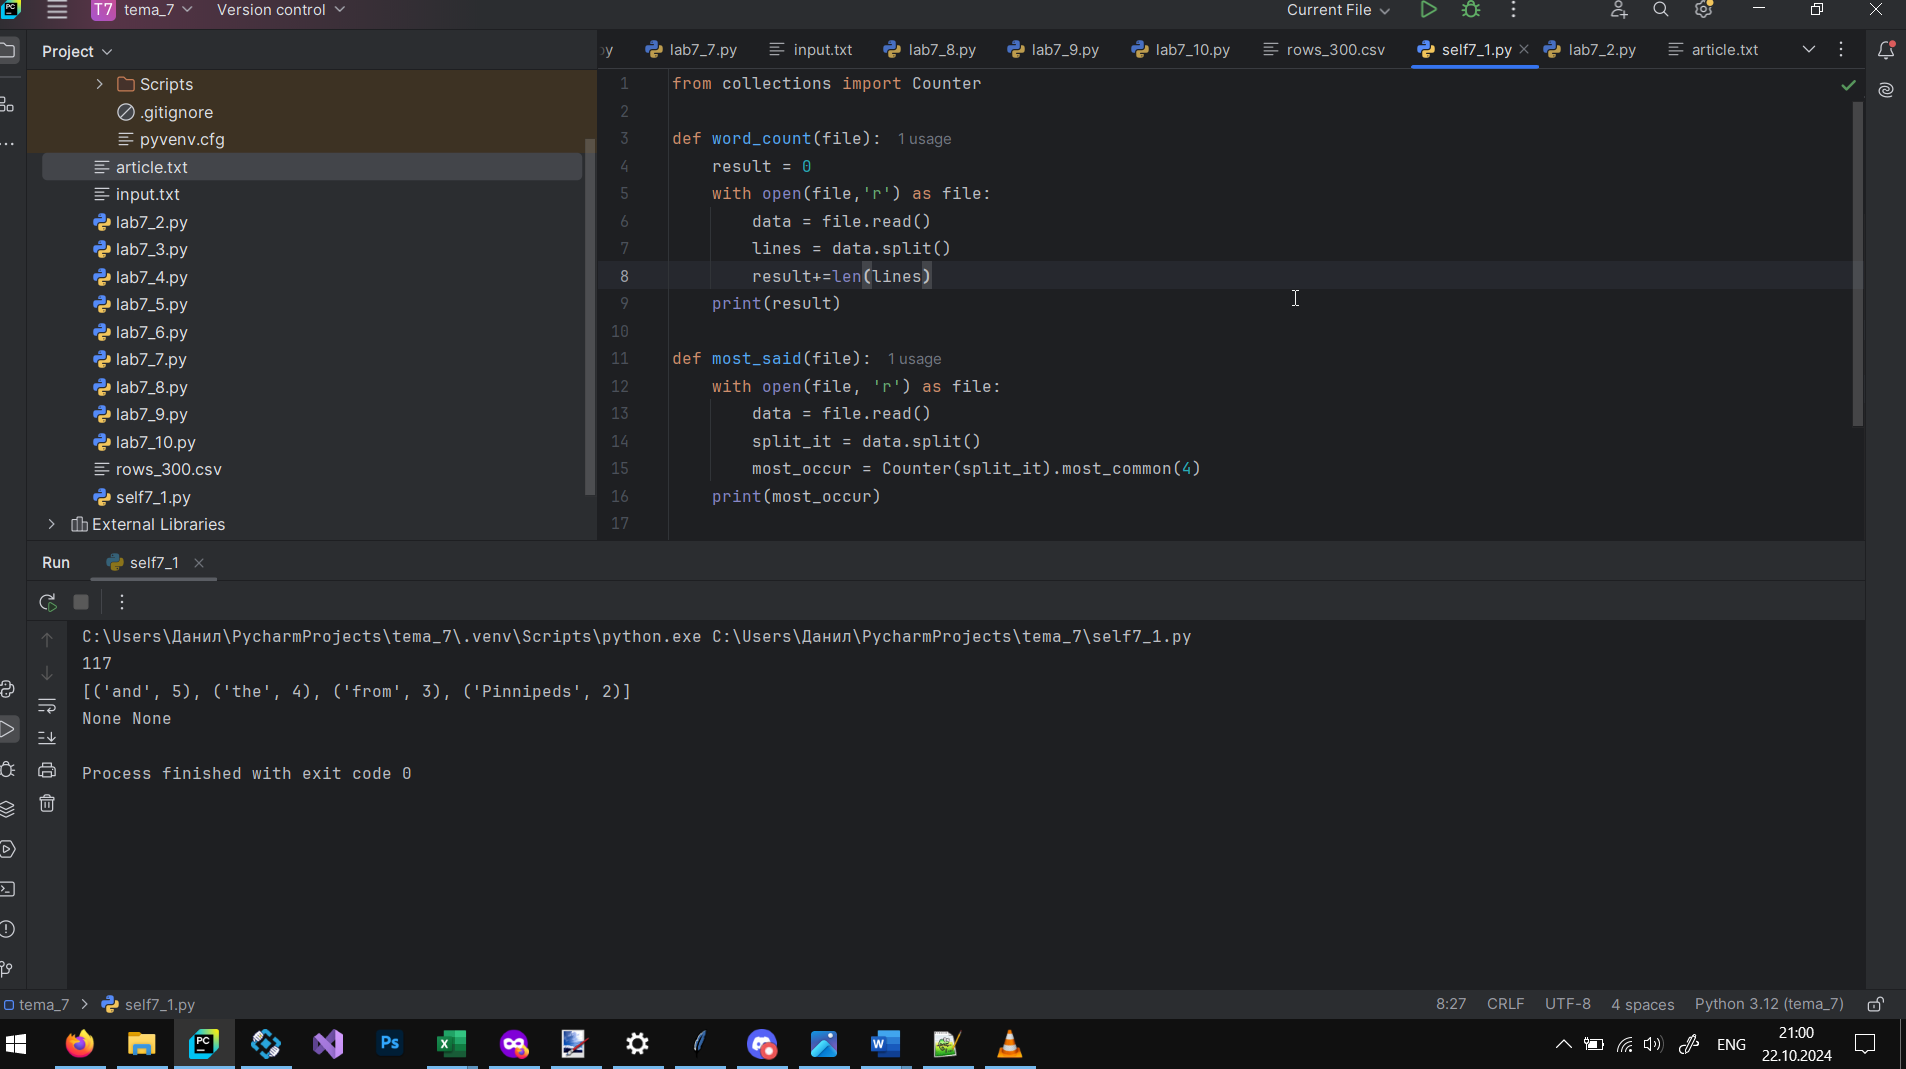 PC
T7 tema_7 Version control Current File
Project
y lab7_7.py input.txt lab7_8.py lab7_9.py lab7_10.py rows_300.csv self7_1.py lab7_2.py article.txt
Scripts
.gitignore
pyvenv.cfg
article.txt
input.txt
lab7_2.py
lab7_3.py
lab7_4.py
lab7_5.py
lab7_6.py
lab7_7.py
lab7_8.py
lab7_9.py
lab7_10.py
rows_300.csv
self7_1.py
External Libraries
1 from collections import Counter
2
3 def word_count(file): 1 usage
4 result = 0
5 with open(file,'r') as file:
6 data = file.read()
7 lines = data.split()
8 result+=len(lines)
9 print(result)
10
11 def most_said(file): 1 usage
12 with open(file, 'r') as file:
13 data = file.read()
14 split_it = data.split()
15 most_occur = Counter(split_it).most_common(4)
16 print(most_occur)
17
Run self7_1
C:\Users\Данил\PycharmProjects\tema_7\.venv\Scripts\python.exe C:\Users\Данил\PycharmProjects\tema_7\self7_1.py
117
[('and', 5), ('the', 4), ('from', 3), ('Pinnipeds', 2)]
None None
Process finished with exit code 0
tema_7 > self7_1.py 8:27 CRLF UTF-8 4 spaces Python 3.12 (tema_7)
PC Ps X W ENG 21:00
22.10.2024